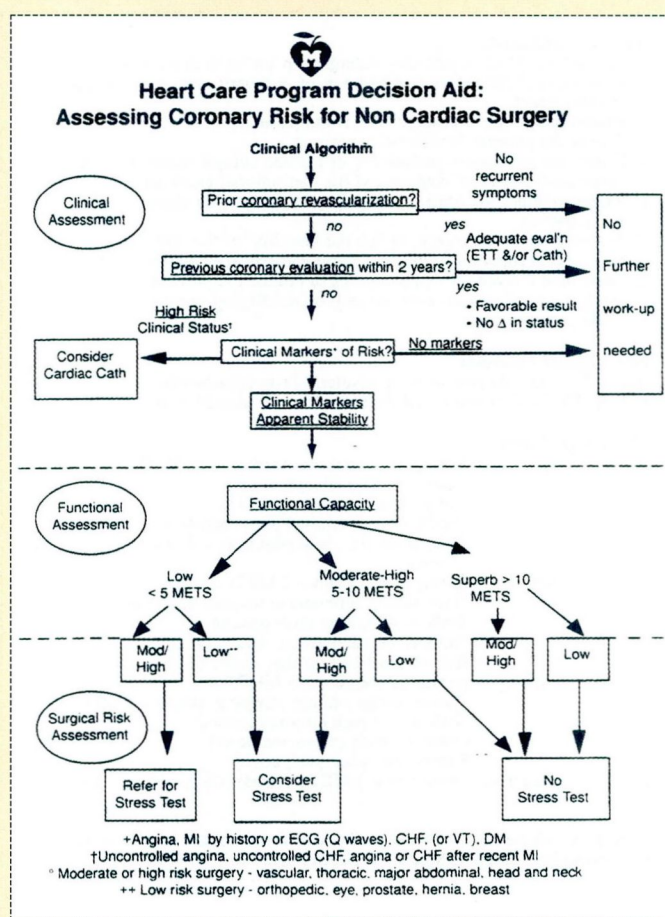 M
Heart Care Program Decision Aid:
Assessing Coronary Risk for Non Cardiac Surgery
Clinical Algorithm
Clinical
Assessment
Prior coronary revascularization?
No
recurrent
symptoms
no
yes
Previous coronary evaluation within 2 years?
Adequate eval'n
(ETT &/or Cath)
no
yes
• Favorable result
• No Δ in status
No
Further
work-up
needed
High Risk
Clinical Status†
Consider
Cardiac Cath
Clinical Markers+ of Risk?
No markers
Clinical Markers
Apparent Stability
Functional
Assessment
Functional Capacity
Low
< 5 METS
Moderate-High
5-10 METS
Superb > 10
METS
Mod/
High
Low++
Mod/
High
Low
Mod/
High
Low
Surgical Risk
Assessment
Refer for
Stress Test
Consider
Stress Test
No
Stress Test
+Angina, MI by history or ECG (Q waves), CHF, (or VT), DM
†Uncontrolled angina, uncontrolled CHF, angina or CHF after recent MI
° Moderate or high risk surgery - vascular, thoracic, major abdominal, head and neck
++ Low risk surgery - orthopedic, eye, prostate, hernia, breast